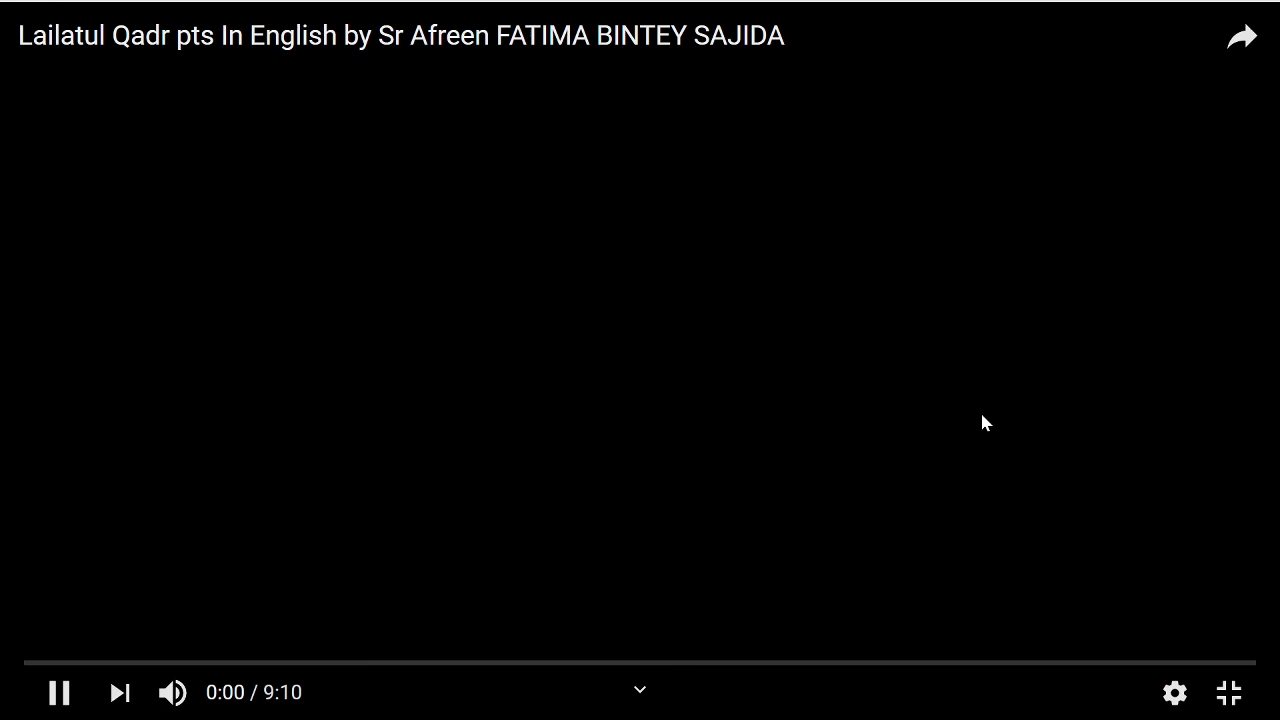 Lailatul Qadr pts In English by Sr Afreen FATIMA BINTEY SAJIDA
0:00 / 9:10